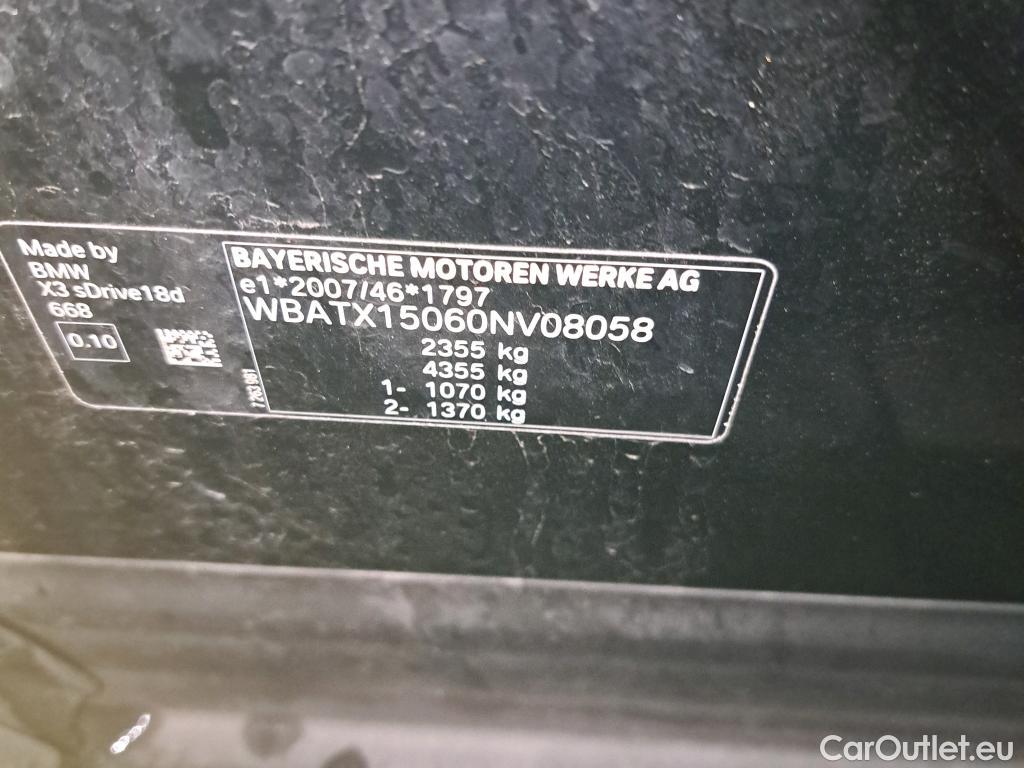 Made by
BMW
X3 sDrive18d
668
0.10
BAYERISCHE MOTOREN WERKE AG
e1*2007/46*1797
WBATX15060NV08058
2355 kg
4355 kg
1- 1070 kg
2- 1370 kg
CarOutlet.eu